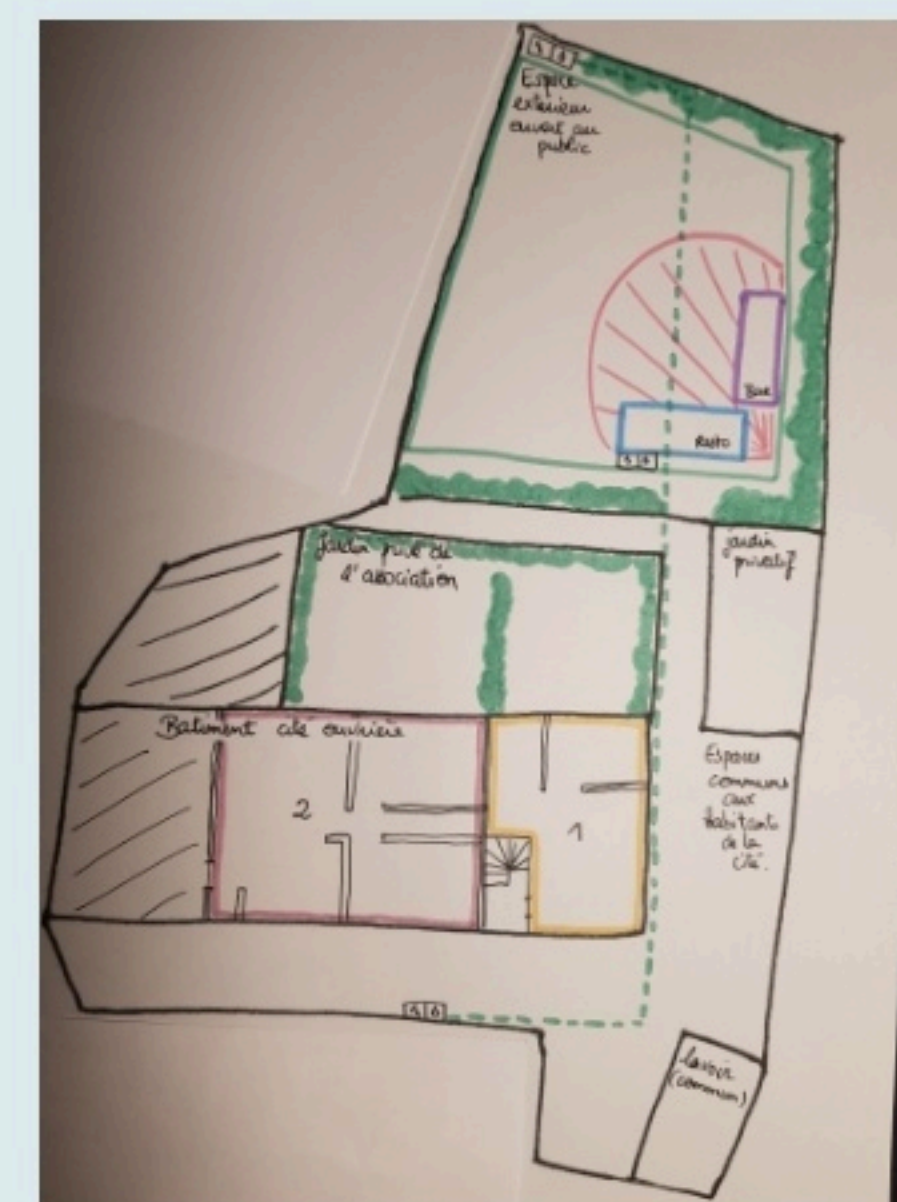 Espace
extérieur
ouvert au
public
Bar
Resto
Jardin privé de
l'association
jardin
privatif
Batiment cité ouvrière
2
1
Espaces
communs
aux
habitants
de la
cité.
lavoir
(commun)